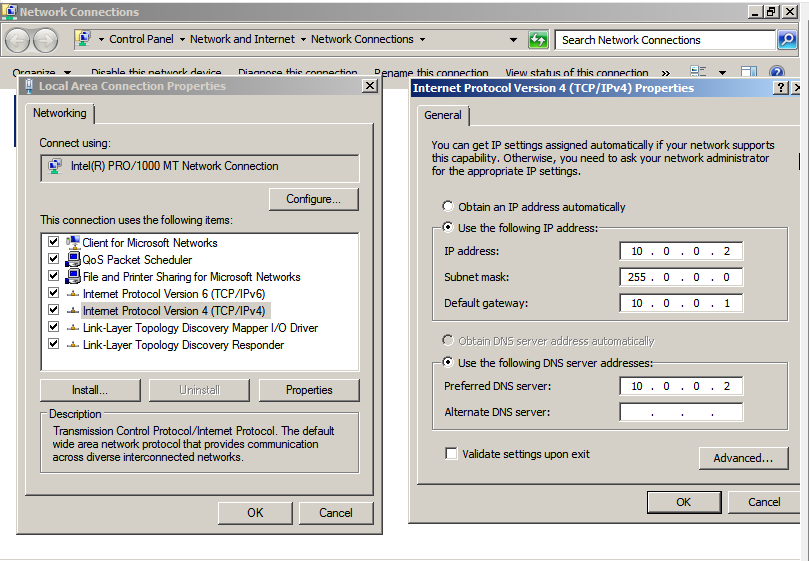 Network Connections
Control Panel Network and Internet Network Connections
Search Network Connections
Organize Disable this network device Diagnose this connection Rename this connection View status of this connection »
Local Area Connection Properties
Networking
Connect using:
Intel(R) PRO/1000 MT Network Connection
Configure...
This connection uses the following items:
Client for Microsoft Networks
QoS Packet Scheduler
File and Printer Sharing for Microsoft Networks
Internet Protocol Version 6 (TCP/IPv6)
Internet Protocol Version 4 (TCP/IPv4)
Link-Layer Topology Discovery Mapper I/O Driver
Link-Layer Topology Discovery Responder
Install... Uninstall Properties
Description
Transmission Control Protocol/Internet Protocol. The default
wide area network protocol that provides communication
across diverse interconnected networks.
OK Cancel
Internet Protocol Version 4 (TCP/IPv4) Properties
General
You can get IP settings assigned automatically if your network supports
this capability. Otherwise, you need to ask your network administrator
for the appropriate IP settings.
Obtain an IP address automatically
Use the following IP address:
IP address: 10 . 0 . 0 . 2
Subnet mask: 255 . 0 . 0 . 0
Default gateway: 10 . 0 . 0 . 1
Obtain DNS server address automatically
Use the following DNS server addresses:
Preferred DNS server: 10 . 0 . 0 . 2
Alternate DNS server: . . .
Validate settings upon exit
Advanced...
OK Cancel